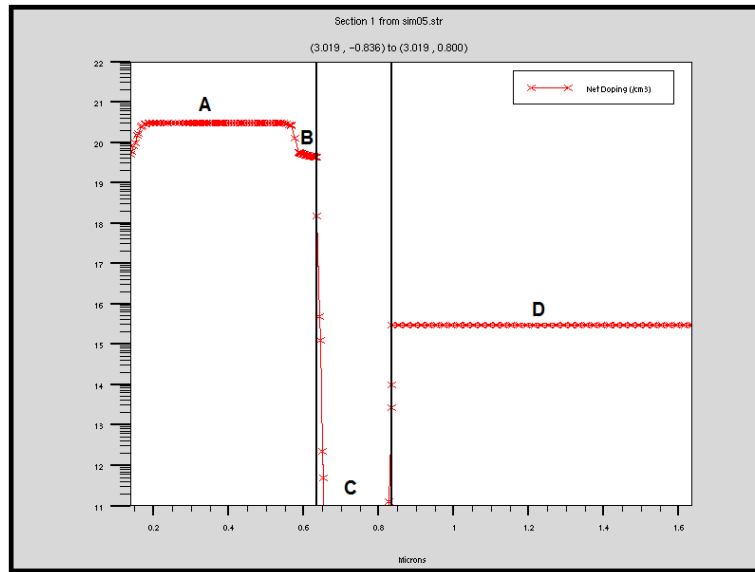 Section 1 from sim05.str
(3.019 , −0.836) to (3.019 , 0.800)
22
21
20
19
18
17
16
15
14
13
12
11
A
B
C
D
Net Doping (/cm3)
0.2 0.4 0.6 0.8 1 1.2 1.4 1.6
Microns